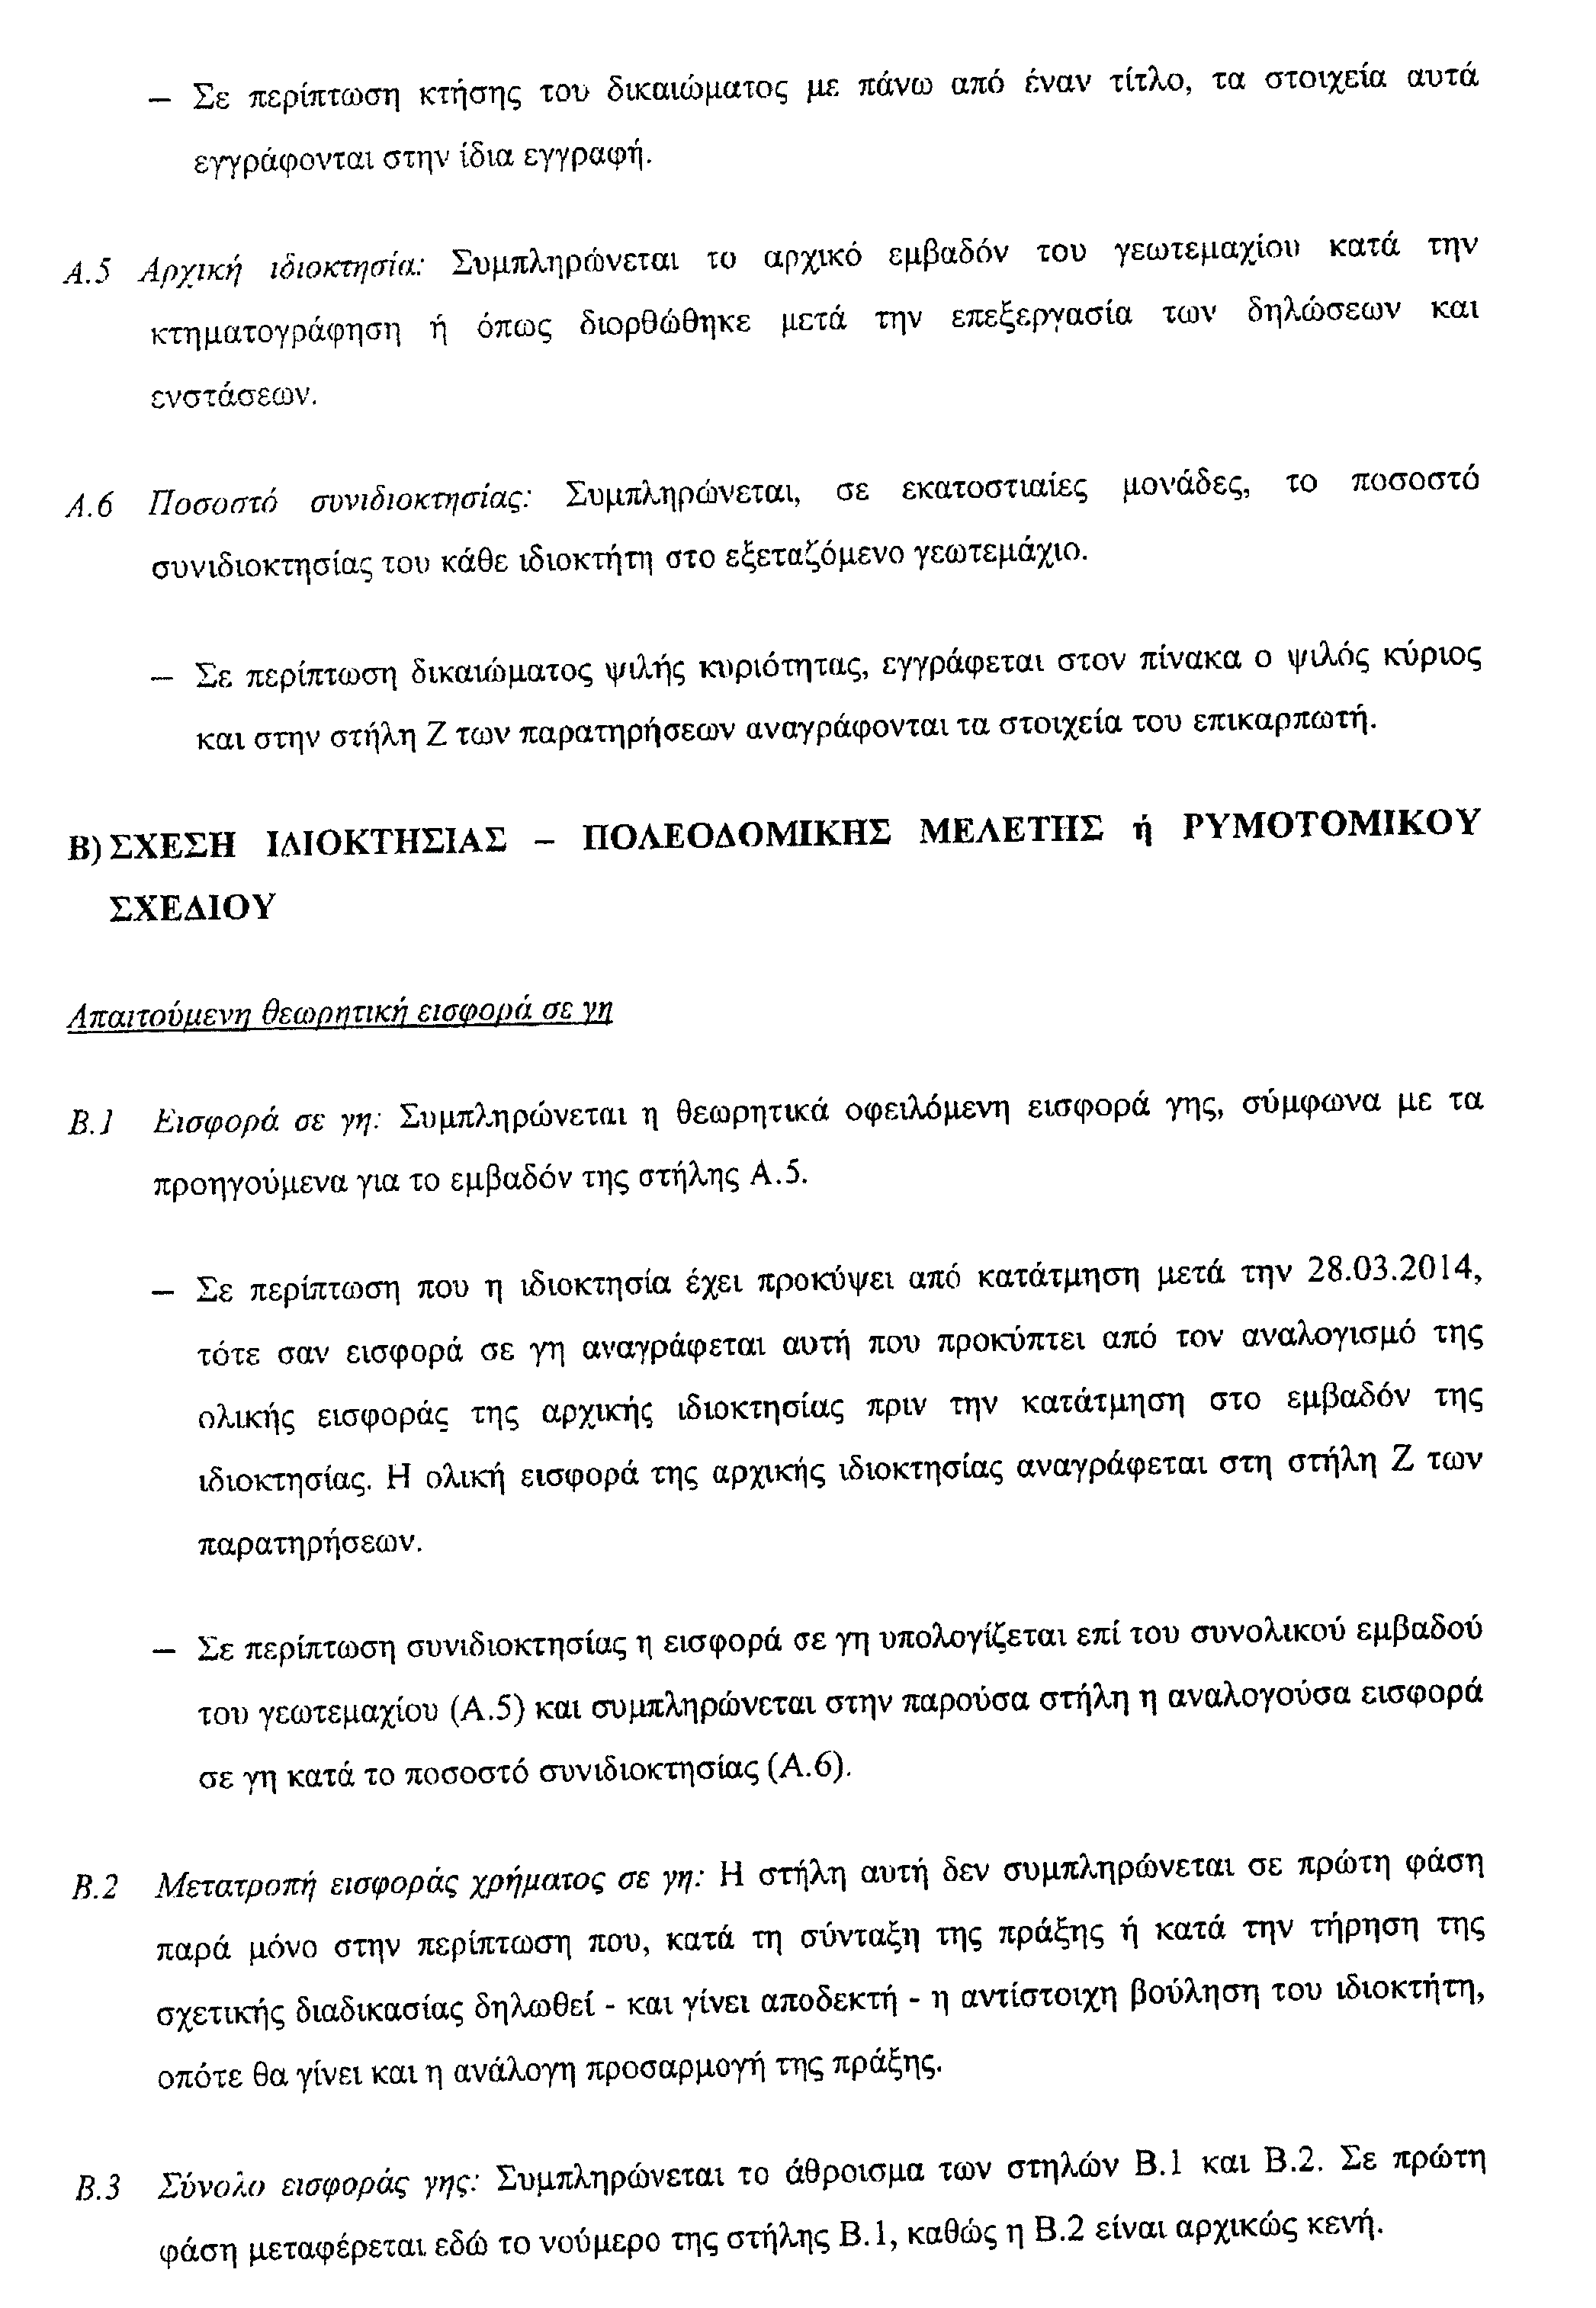 – Σε περίπτωση κτήσης του δικαιώματος με πάνω από έναν τίτλο, τα στοιχεία αυτά
εγγράφονται στην ίδια εγγραφή.
Α.5 Αρχική ιδιοκτησία: Συμπληρώνεται το αρχικό εμβαδόν του γεωτεμαχίου κατά την
κτηματογράφηση ή όπως διορθώθηκε μετά την επεξεργασία των δηλώσεων και
ενστάσεων.
Α.6 Ποσοστό συνιδιοκτησίας: Συμπληρώνεται, σε εκατοστιαίες μονάδες, το ποσοστό
συνιδιοκτησίας του κάθε ιδιοκτήτη στο εξεταζόμενο γεωτεμάχιο.
– Σε περίπτωση δικαιώματος ψιλής κυριότητας, εγγράφεται στον πίνακα ο ψιλός κύριος
και στην στήλη Ζ των παρατηρήσεων αναγράφονται τα στοιχεία του επικαρπωτή.
Β) ΣΧΕΣΗ ΙΔΙΟΚΤΗΣΙΑΣ – ΠΟΛΕΟΔΟΜΙΚΗΣ ΜΕΛΕΤΗΣ ή ΡΥΜΟΤΟΜΙΚΟΥ
ΣΧΕΔΙΟΥ
Απαιτούμενη θεωρητική εισφορά σε γη
Β.1 Εισφορά σε γη: Συμπληρώνεται η θεωρητικά οφειλόμενη εισφορά γης, σύμφωνα με τα
προηγούμενα για το εμβαδόν της στήλης Α.5.
– Σε περίπτωση που η ιδιοκτησία έχει προκύψει από κατάτμηση μετά την 28.03.2014,
τότε σαν εισφορά σε γη αναγράφεται αυτή που προκύπτει από τον αναλογισμό της
ολικής εισφοράς της αρχικής ιδιοκτησίας πριν την κατάτμηση στο εμβαδόν της
ιδιοκτησίας. Η ολική εισφορά της αρχικής ιδιοκτησίας αναγράφεται στη στήλη Ζ των
παρατηρήσεων.
– Σε περίπτωση συνιδιοκτησίας η εισφορά σε γη υπολογίζεται επί του συνολικού εμβαδού
του γεωτεμαχίου (Α.5) και συμπληρώνεται στην παρούσα στήλη η αναλογούσα εισφορά
σε γη κατά το ποσοστό συνιδιοκτησίας (Α.6).
Β.2 Μετατροπή εισφοράς χρήματος σε γη: Η στήλη αυτή δεν συμπληρώνεται σε πρώτη φάση
παρά μόνο στην περίπτωση που, κατά τη σύνταξη της πράξης ή κατά την τήρηση της
σχετικής διαδικασίας δηλωθεί - και γίνει αποδεκτή - η αντίστοιχη βούληση του ιδιοκτήτη,
οπότε θα γίνει και η ανάλογη προσαρμογή της πράξης.
Β.3 Σύνολο εισφοράς γης: Συμπληρώνεται το άθροισμα των στηλών Β.1 και Β.2. Σε πρώτη
φάση μεταφέρεται εδώ το νούμερο της στήλης Β.1, καθώς η Β.2 είναι αρχικώς κενή.